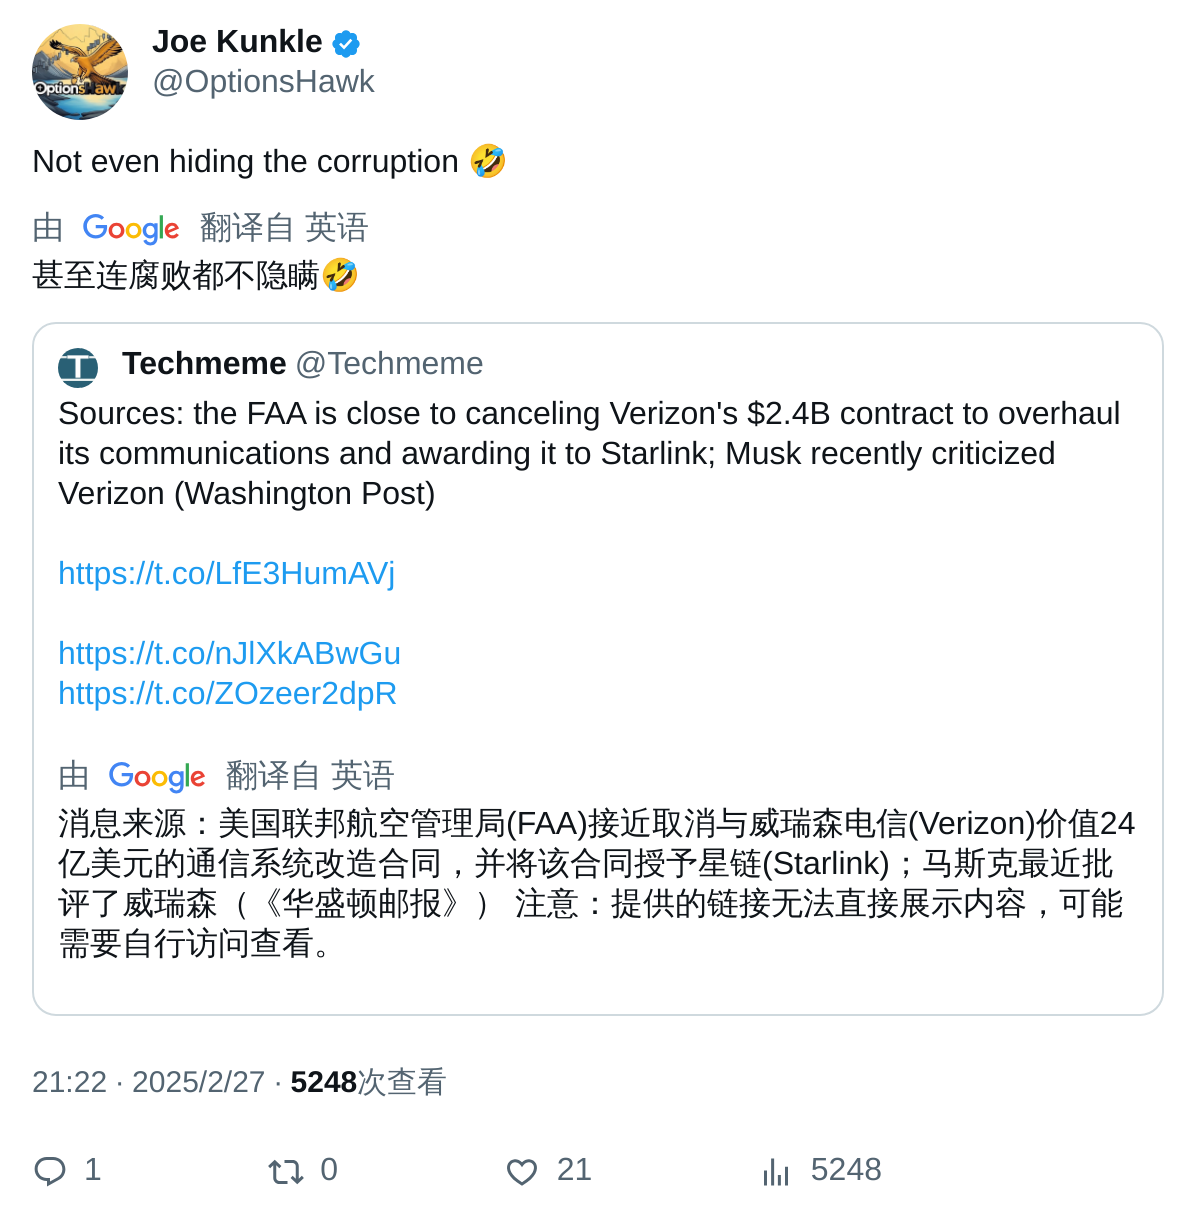 OptionsHawk
Joe Kunkle
@OptionsHawk
Not even hiding the corruption 🤣
由 Google 翻译自 英语
甚至连腐败都不隐瞒🤣
T
Techmeme @Techmeme
Sources: the FAA is close to canceling Verizon's $2.4B contract to overhaul
its communications and awarding it to Starlink; Musk recently criticized
Verizon (Washington Post)
https://t.co/LfE3HumAVj
https://t.co/nJlXkABwGu
https://t.co/ZOzeer2dpR
由 Google 翻译自 英语
消息来源：美国联邦航空管理局(FAA)接近取消与威瑞森电信(Verizon)价值24
亿美元的通信系统改造合同，并将该合同授予星链(Starlink)；马斯克最近批
评了威瑞森（《华盛顿邮报》） 注意：提供的链接无法直接展示内容，可能
需要自行访问查看。
21:22 · 2025/2/27 · 5248次查看
1 0 21 5248